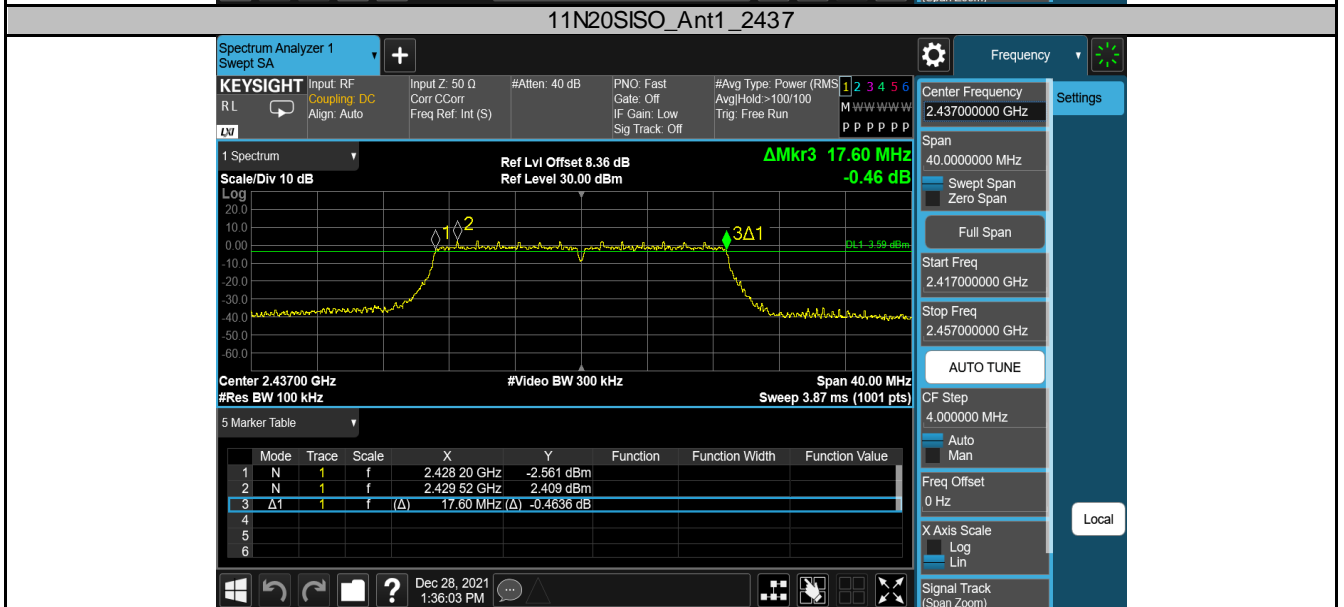 11N20SISO_Ant1_2437
Spectrum Analyzer 1
Swept SA
Frequency
KEYSIGHT
Input: RF
Input Z: 50 Ω
#Atten: 40 dB
PNO: Fast
#Avg Type: Power (RMS
1 2 3 4 5 6
R L
Coupling: DC
Corr CCorr
Gate: Off
Avg|Hold:>100/100
M W W W W W
Align: Auto
Freq Ref: Int (S)
IF Gain: Low
Trig: Free Run
Sig Track: Off
P P P P P P
LXI
Center Frequency
2.437000000 GHz
Settings
1 Spectrum
Ref Lvl Offset 8.36 dB
ΔMkr3 17.60 MHz
Scale/Div 10 dB
Ref Level 30.00 dBm
-0.46 dB
Span
40.0000000 MHz
Swept Span
Zero Span
Log
20.0
10.0
0.00
-10.0
-20.0
-30.0
-40.0
-50.0
-60.0
1
2
3Δ1
DL1 -3.59 dBm
Full Span
Start Freq
2.417000000 GHz
Stop Freq
2.457000000 GHz
AUTO TUNE
Center 2.43700 GHz
#Video BW 300 kHz
Span 40.00 MHz
#Res BW 100 kHz
Sweep 3.87 ms (1001 pts)
CF Step
4.000000 MHz
Auto
Man
5 Marker Table
Mode Trace Scale X Y Function Function Width Function Value
1 N 1 f 2.428 20 GHz -2.561 dBm
2 N 1 f 2.429 52 GHz 2.409 dBm
3 Δ1 1 f (Δ) 17.60 MHz (Δ) -0.4636 dB
4
5
6
Freq Offset
0 Hz
X Axis Scale
Log
Lin
Local
Signal Track
(Span Zoom)
?
Dec 28, 2021
1:36:03 PM